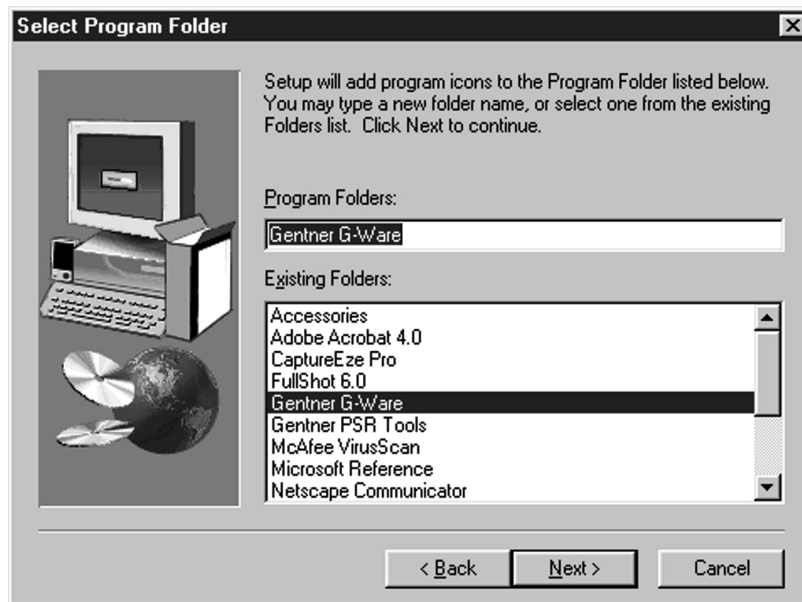 Select Program Folder
Setup will add program icons to the Program Folder listed below.
You may type a new folder name, or select one from the existing
Folders list.  Click Next to continue.
Program Folders:
Gentner G-Ware
Existing Folders:
Accessories
Adobe Acrobat 4.0
CaptureEze Pro
FullShot 6.0
Gentner G-Ware
Gentner PSR Tools
McAfee VirusScan
Microsoft Reference
Netscape Communicator
< Back
Next >
Cancel